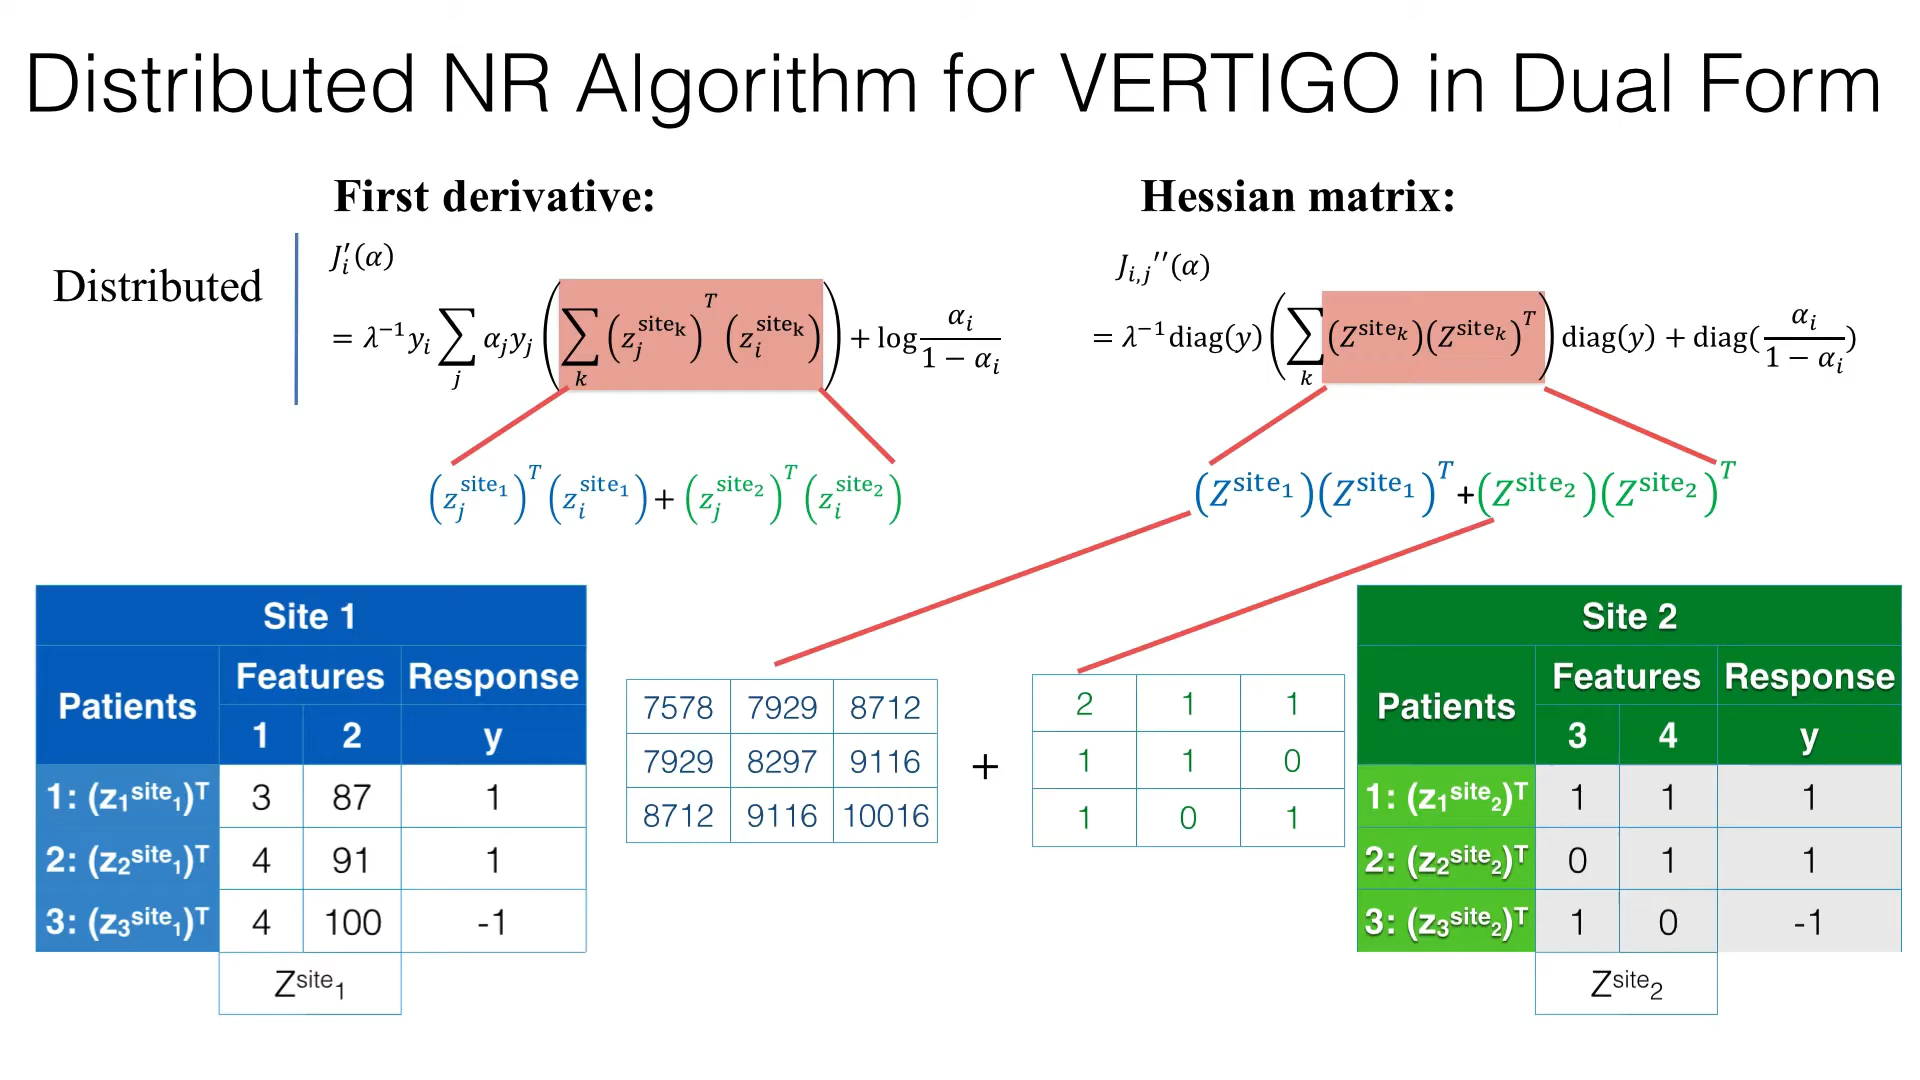 Distributed NR Algorithm for VERTIGO in Dual Form
First derivative:
Hessian matrix:
Distributed
J′ᵢ(α)
= λ⁻¹yᵢ ∑ⱼ αⱼyⱼ (∑ₖ (zⱼ^siteₖ)ᵀ (zᵢ^siteₖ)) + log αᵢ/(1 − αᵢ)
Jᵢ,ⱼ′′(α)
= λ⁻¹diag(y) (∑ₖ (Z^siteₖ)(Z^siteₖ)ᵀ) diag(y) + diag(αᵢ/(1 − αᵢ))
(zⱼ^site₁)ᵀ (zᵢ^site₁) + (zⱼ^site₂)ᵀ (zᵢ^site₂)
(Z^site₁)(Z^site₁)ᵀ+(Z^site₂)(Z^site₂)ᵀ
Site 1
Patients Features Response
1 2 y
1: (z₁^site₁)ᵀ 3 87 1
2: (z₂^site₁)ᵀ 4 91 1
3: (z₃^site₁)ᵀ 4 100 -1
Z^site₁
7578 7929 8712
7929 8297 9116
8712 9116 10016
+
2 1 1
1 1 0
1 0 1
Site 2
Patients Features Response
3 4 y
1: (z₁^site₂)ᵀ 1 1 1
2: (z₂^site₂)ᵀ 0 1 1
3: (z₃^site₂)ᵀ 1 0 -1
Z^site₂